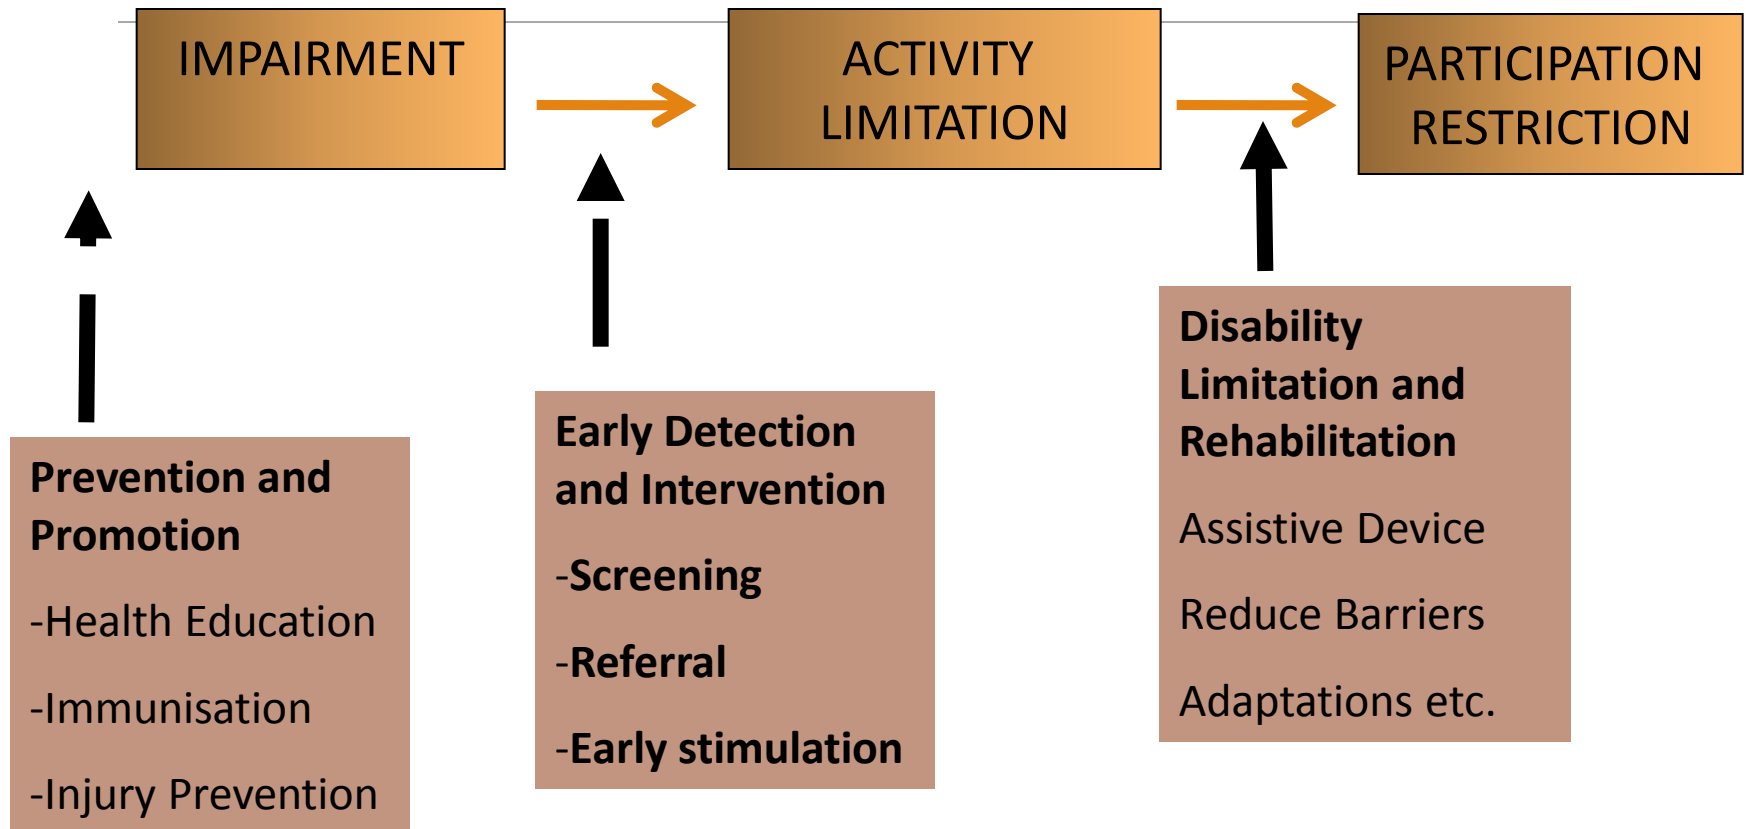 IMPAIRMENT
ACTIVITY
LIMITATION
PARTICIPATION
RESTRICTION
Prevention and
Promotion
-Health Education
-Immunisation
-Injury Prevention
Early Detection
and Intervention
-Screening
-Referral
-Early stimulation
Disability
Limitation and
Rehabilitation
Assistive Device
Reduce Barriers
Adaptations etc.